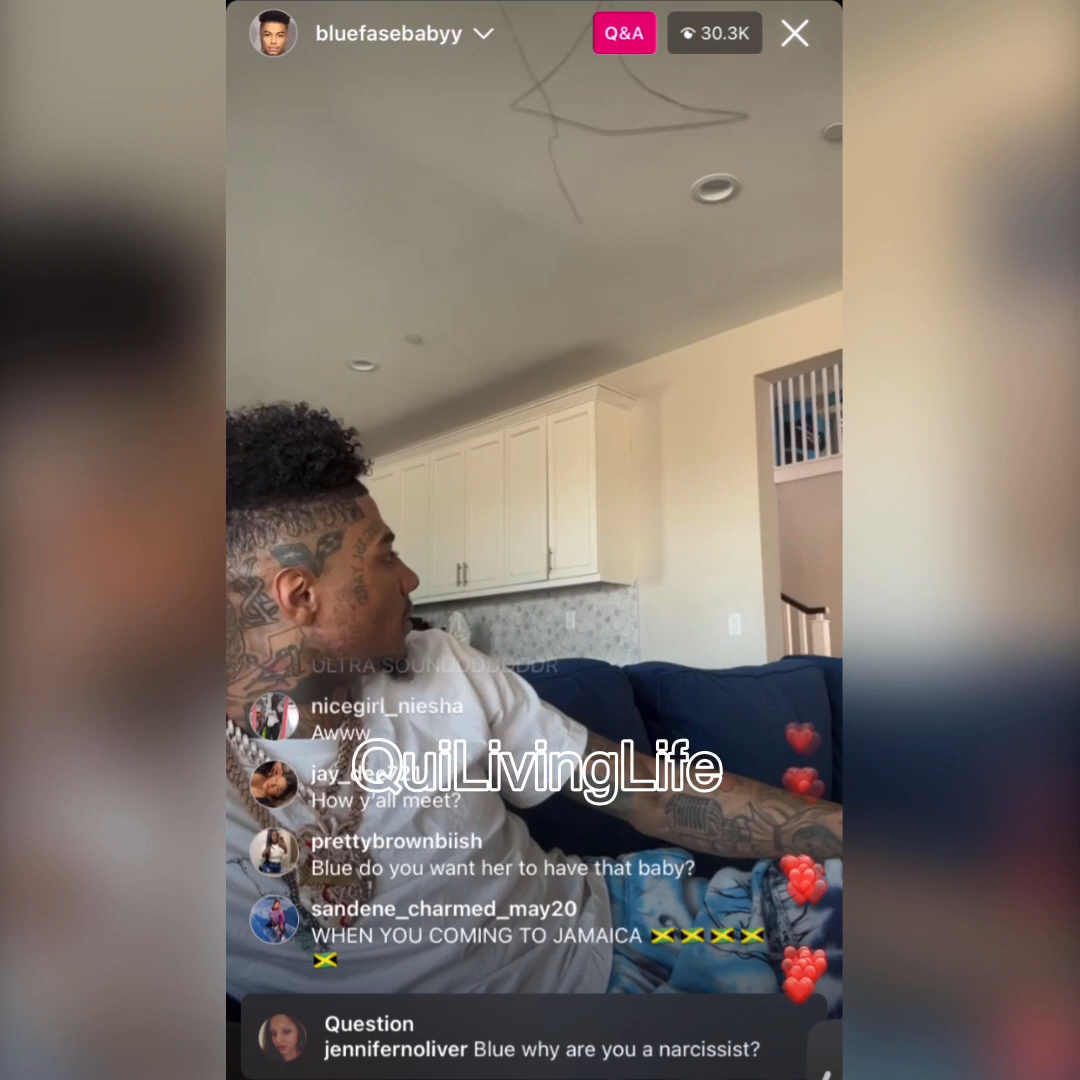 bluefasebabyy
Q&A
30.3K
ULTRA SOUNDDDDDDR
nicegirl_niesha
Awww
jay_dee721
How y'all meet?
QuiLivingLife
prettybrownbiish
Blue do you want her to have that baby?
sandene_charmed_may20
WHEN YOU COMING TO JAMAICA
Question
jennifernoliver Blue why are you a narcissist?